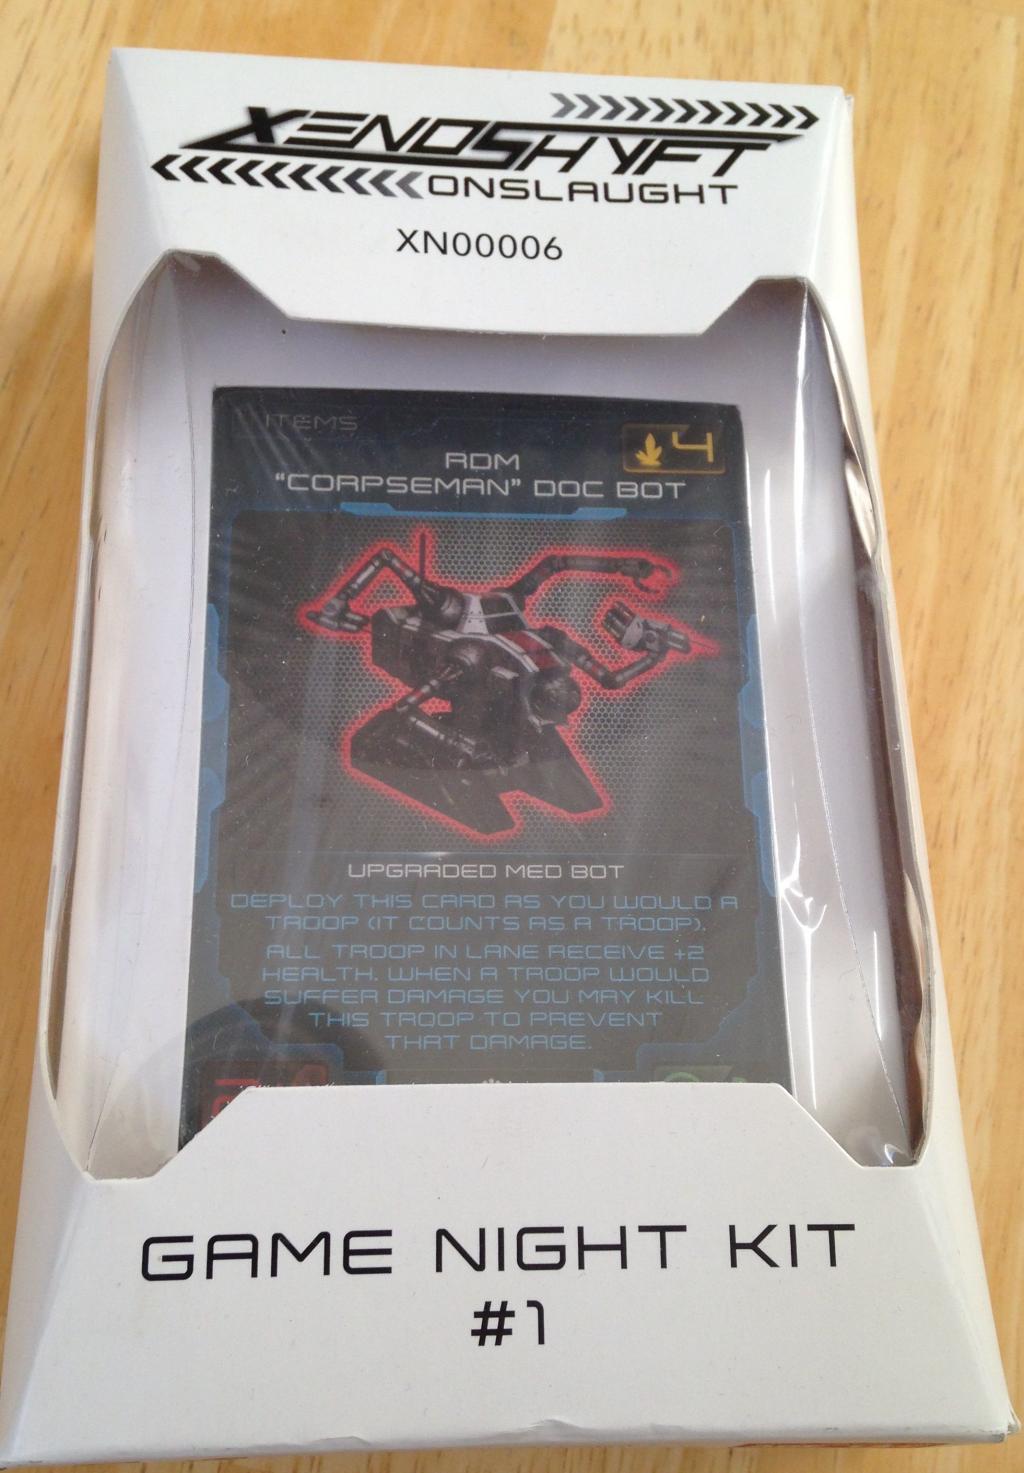 XENOSHYFT
ONSLAUGHT
XN00006
ITEMS
4
RDM
"CORPSEMAN" DOC BOT
UPGRADED MED BOT
DEPLOY THIS CARD AS YOU WOULD A
TROOP (IT COUNTS AS A TROOP).
ALL TROOP IN LANE RECEIVE +2
HEALTH. WHEN A TROOP WOULD
SUFFER DAMAGE YOU MAY KILL
THIS TROOP TO PREVENT
THAT DAMAGE.
GAME NIGHT KIT
#1